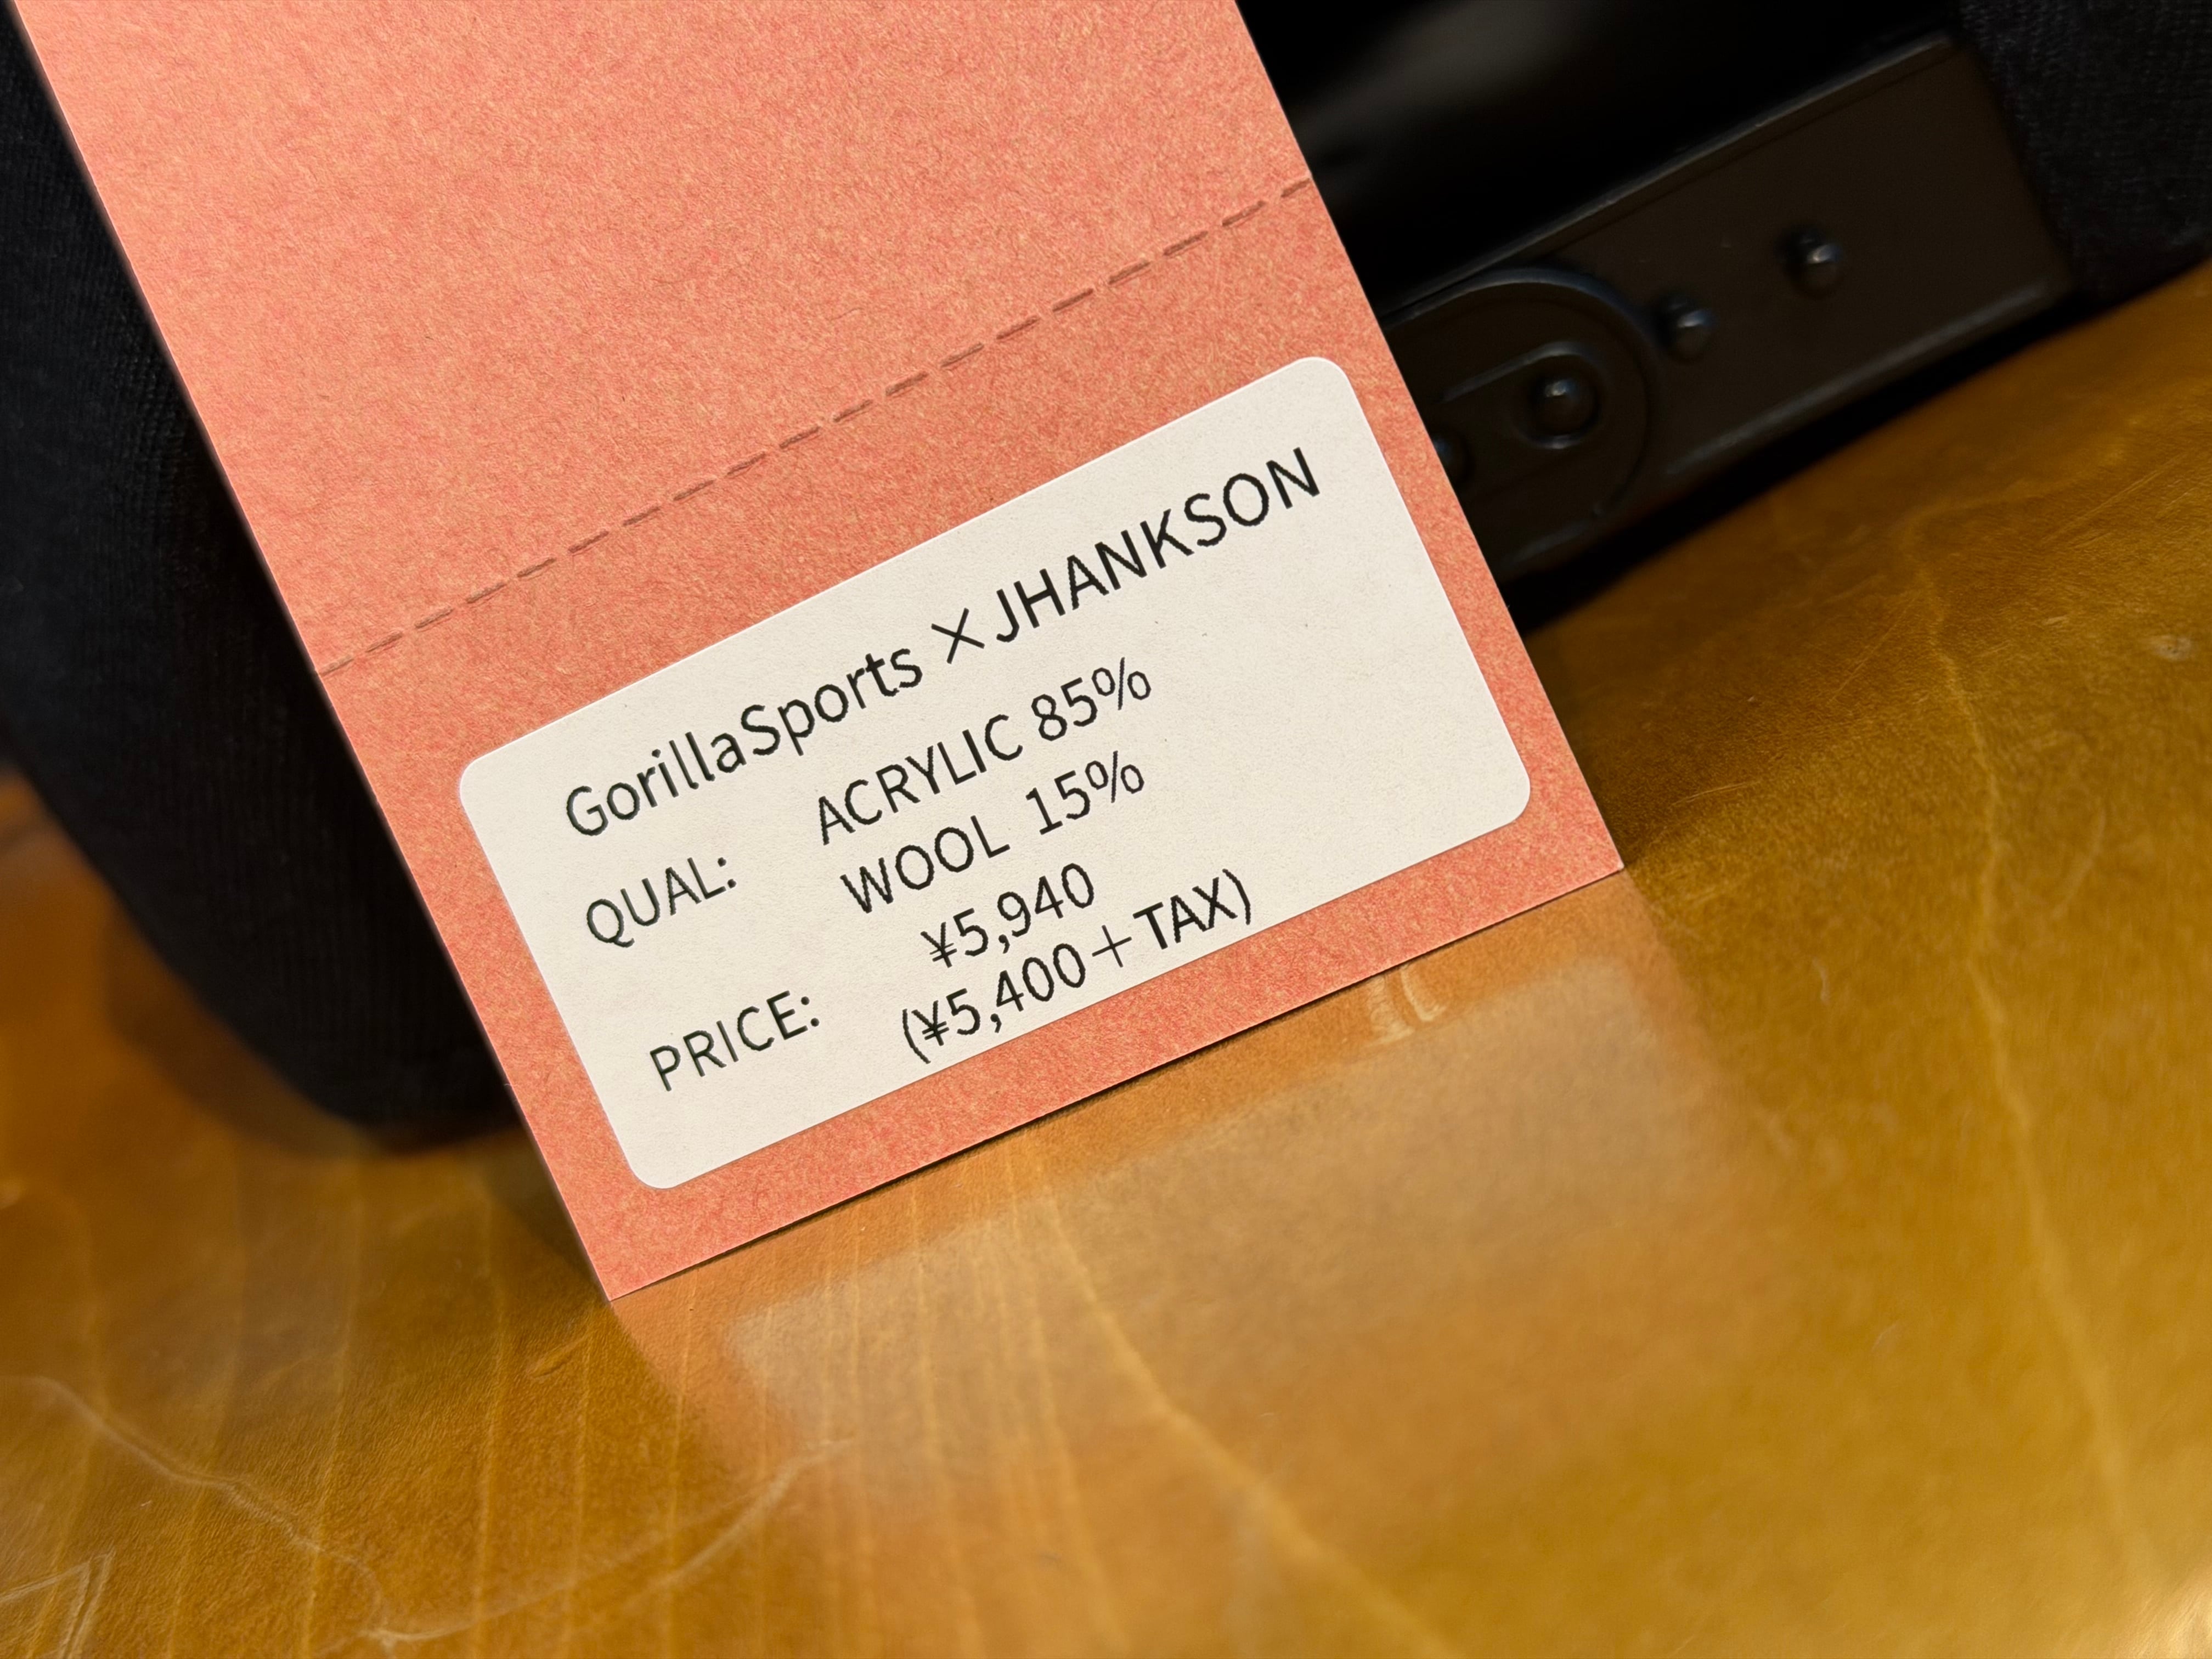 GorillaSports ×JHANKSON
QUAL: ACRYLIC 85%
WOOL 15%
PRICE: ¥5,940
(¥5,400+TAX)